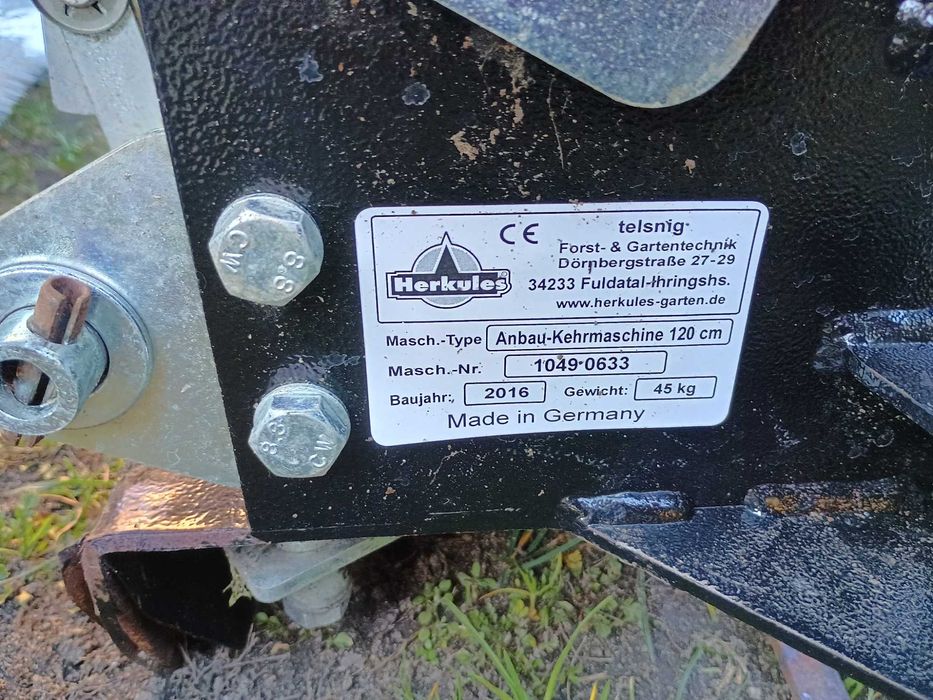 CE
telsnig
Forst- & Gartentechnik
Dörnbergstraße 27-29
34233 Fuldatal-Ihringshs.
www.herkules-garten.de
Herkules®
Masch.-Type Anbau-Kehrmaschine 120 cm
Masch.-Nr. 1049 0633
Baujahr: 2016 Gewicht: 45 kg
Made in Germany
CW 8.8
8.8 CW